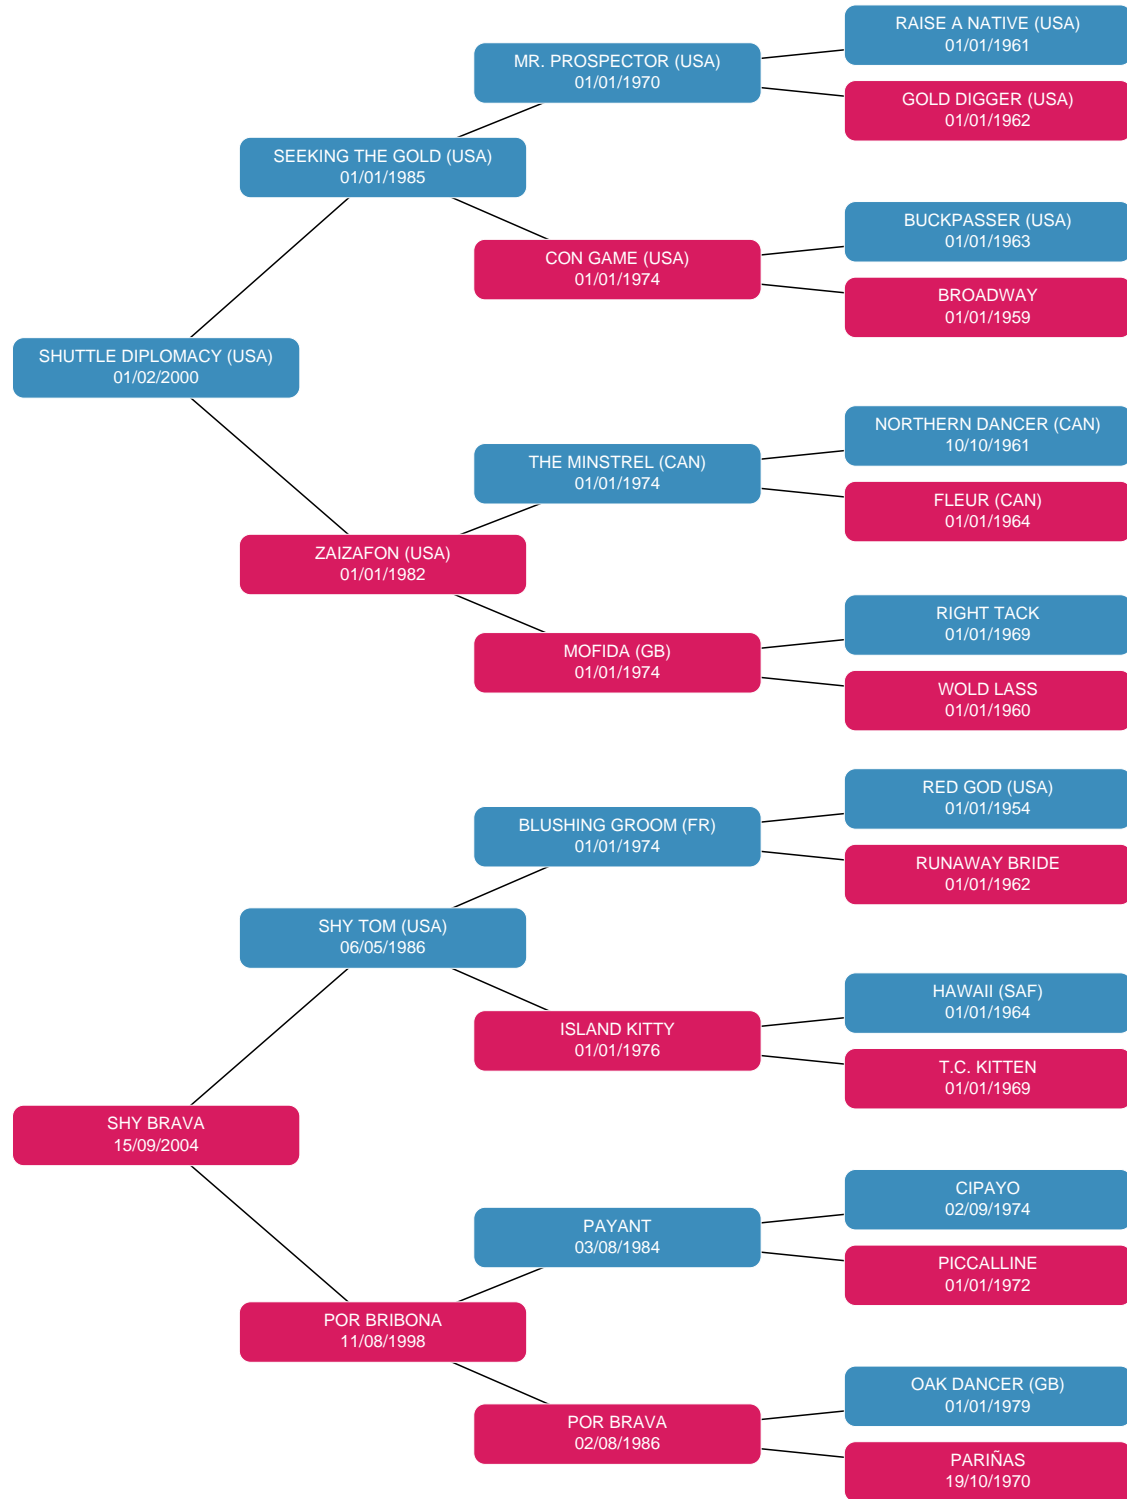 RAISE A NATIVE (USA)
01/01/1961
MR. PROSPECTOR (USA)
01/01/1970
GOLD DIGGER (USA)
01/01/1962
SEEKING THE GOLD (USA)
01/01/1985
BUCKPASSER (USA)
01/01/1963
CON GAME (USA)
01/01/1974
BROADWAY
01/01/1959
SHUTTLE DIPLOMACY (USA)
01/02/2000
NORTHERN DANCER (CAN)
10/10/1961
THE MINSTREL (CAN)
01/01/1974
FLEUR (CAN)
01/01/1964
ZAIZAFON (USA)
01/01/1982
RIGHT TACK
01/01/1969
MOFIDA (GB)
01/01/1974
WOLD LASS
01/01/1960
RED GOD (USA)
01/01/1954
BLUSHING GROOM (FR)
01/01/1974
RUNAWAY BRIDE
01/01/1962
SHY TOM (USA)
06/05/1986
HAWAII (SAF)
01/01/1964
ISLAND KITTY
01/01/1976
T.C. KITTEN
01/01/1969
SHY BRAVA
15/09/2004
CIPAYO
02/09/1974
PAYANT
03/08/1984
PICCALLINE
01/01/1972
POR BRIBONA
11/08/1998
OAK DANCER (GB)
01/01/1979
POR BRAVA
02/08/1986
PARIÑAS
19/10/1970